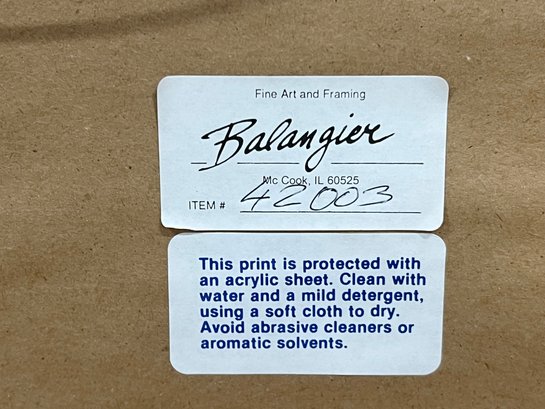 Fine Art and Framing
Balangier
Mc Cook, IL 60525
ITEM # 42003
This print is protected with
an acrylic sheet. Clean with
water and a mild detergent,
using a soft cloth to dry.
Avoid abrasive cleaners or
aromatic solvents.